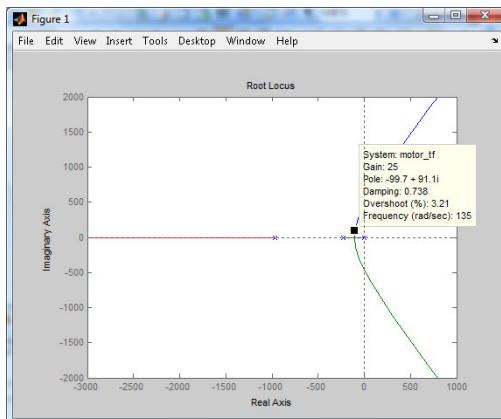 Figure 1
File Edit View Insert Tools Desktop Window Help
Root Locus
2000
1500
1000
500
0
-500
-1000
-1500
-2000
Imaginary Axis
System: motor_tf
Gain: 25
Pole: -99.7 + 91.1i
Damping: 0.738
Overshoot (%): 3.21
Frequency (rad/sec): 135
-3000 -2500 -2000 -1500 -1000 -500 0 500 1000
Real Axis